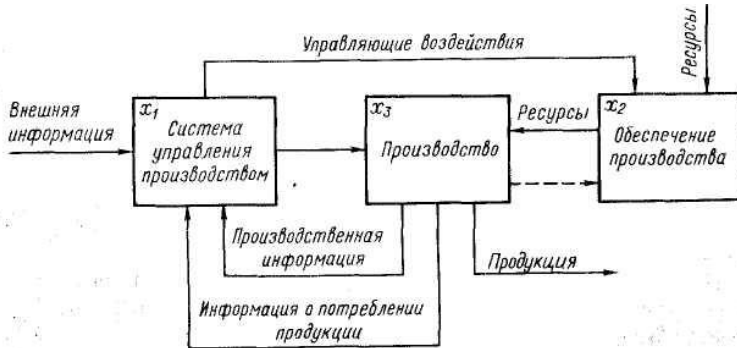 Управляющие воздействия
Ресурсы
Внешняя
информация
x₁
Система
управления
производством
x₃
Производство
Ресурсы
x₂
Обеспечение
производства
Производственная
информация
Продукция
Информация о потреблении
продукции